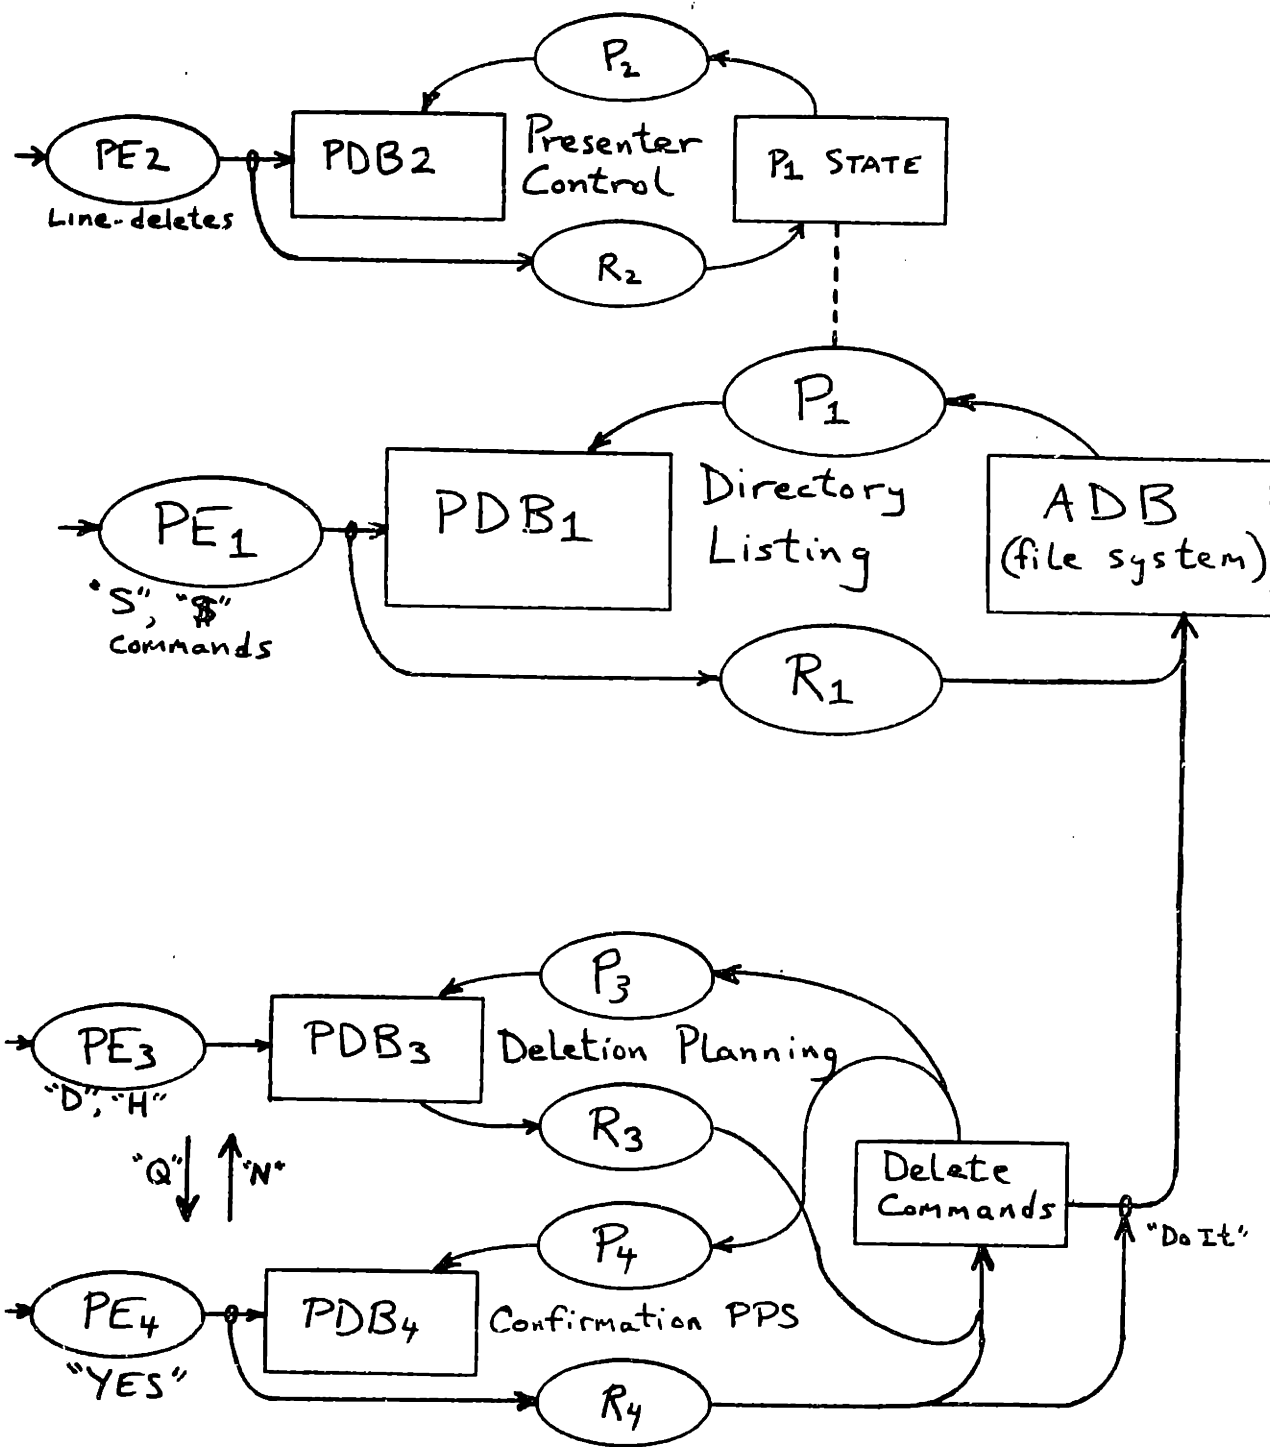 P2
PE2
Line-deletes
PDB2
Presenter
Control
P1 STATE
R2
P1
PE1
"S", "$"
Commands
PDB1
Directory
Listing
ADB
(file system)
R1
P3
PE3
"D", "H"
PDB3
Deletion Planning
R3
"Q"
"N"
Delete
Commands
"Do It"
P4
PE4
"YES"
PDB4
Confirmation PPS
R4